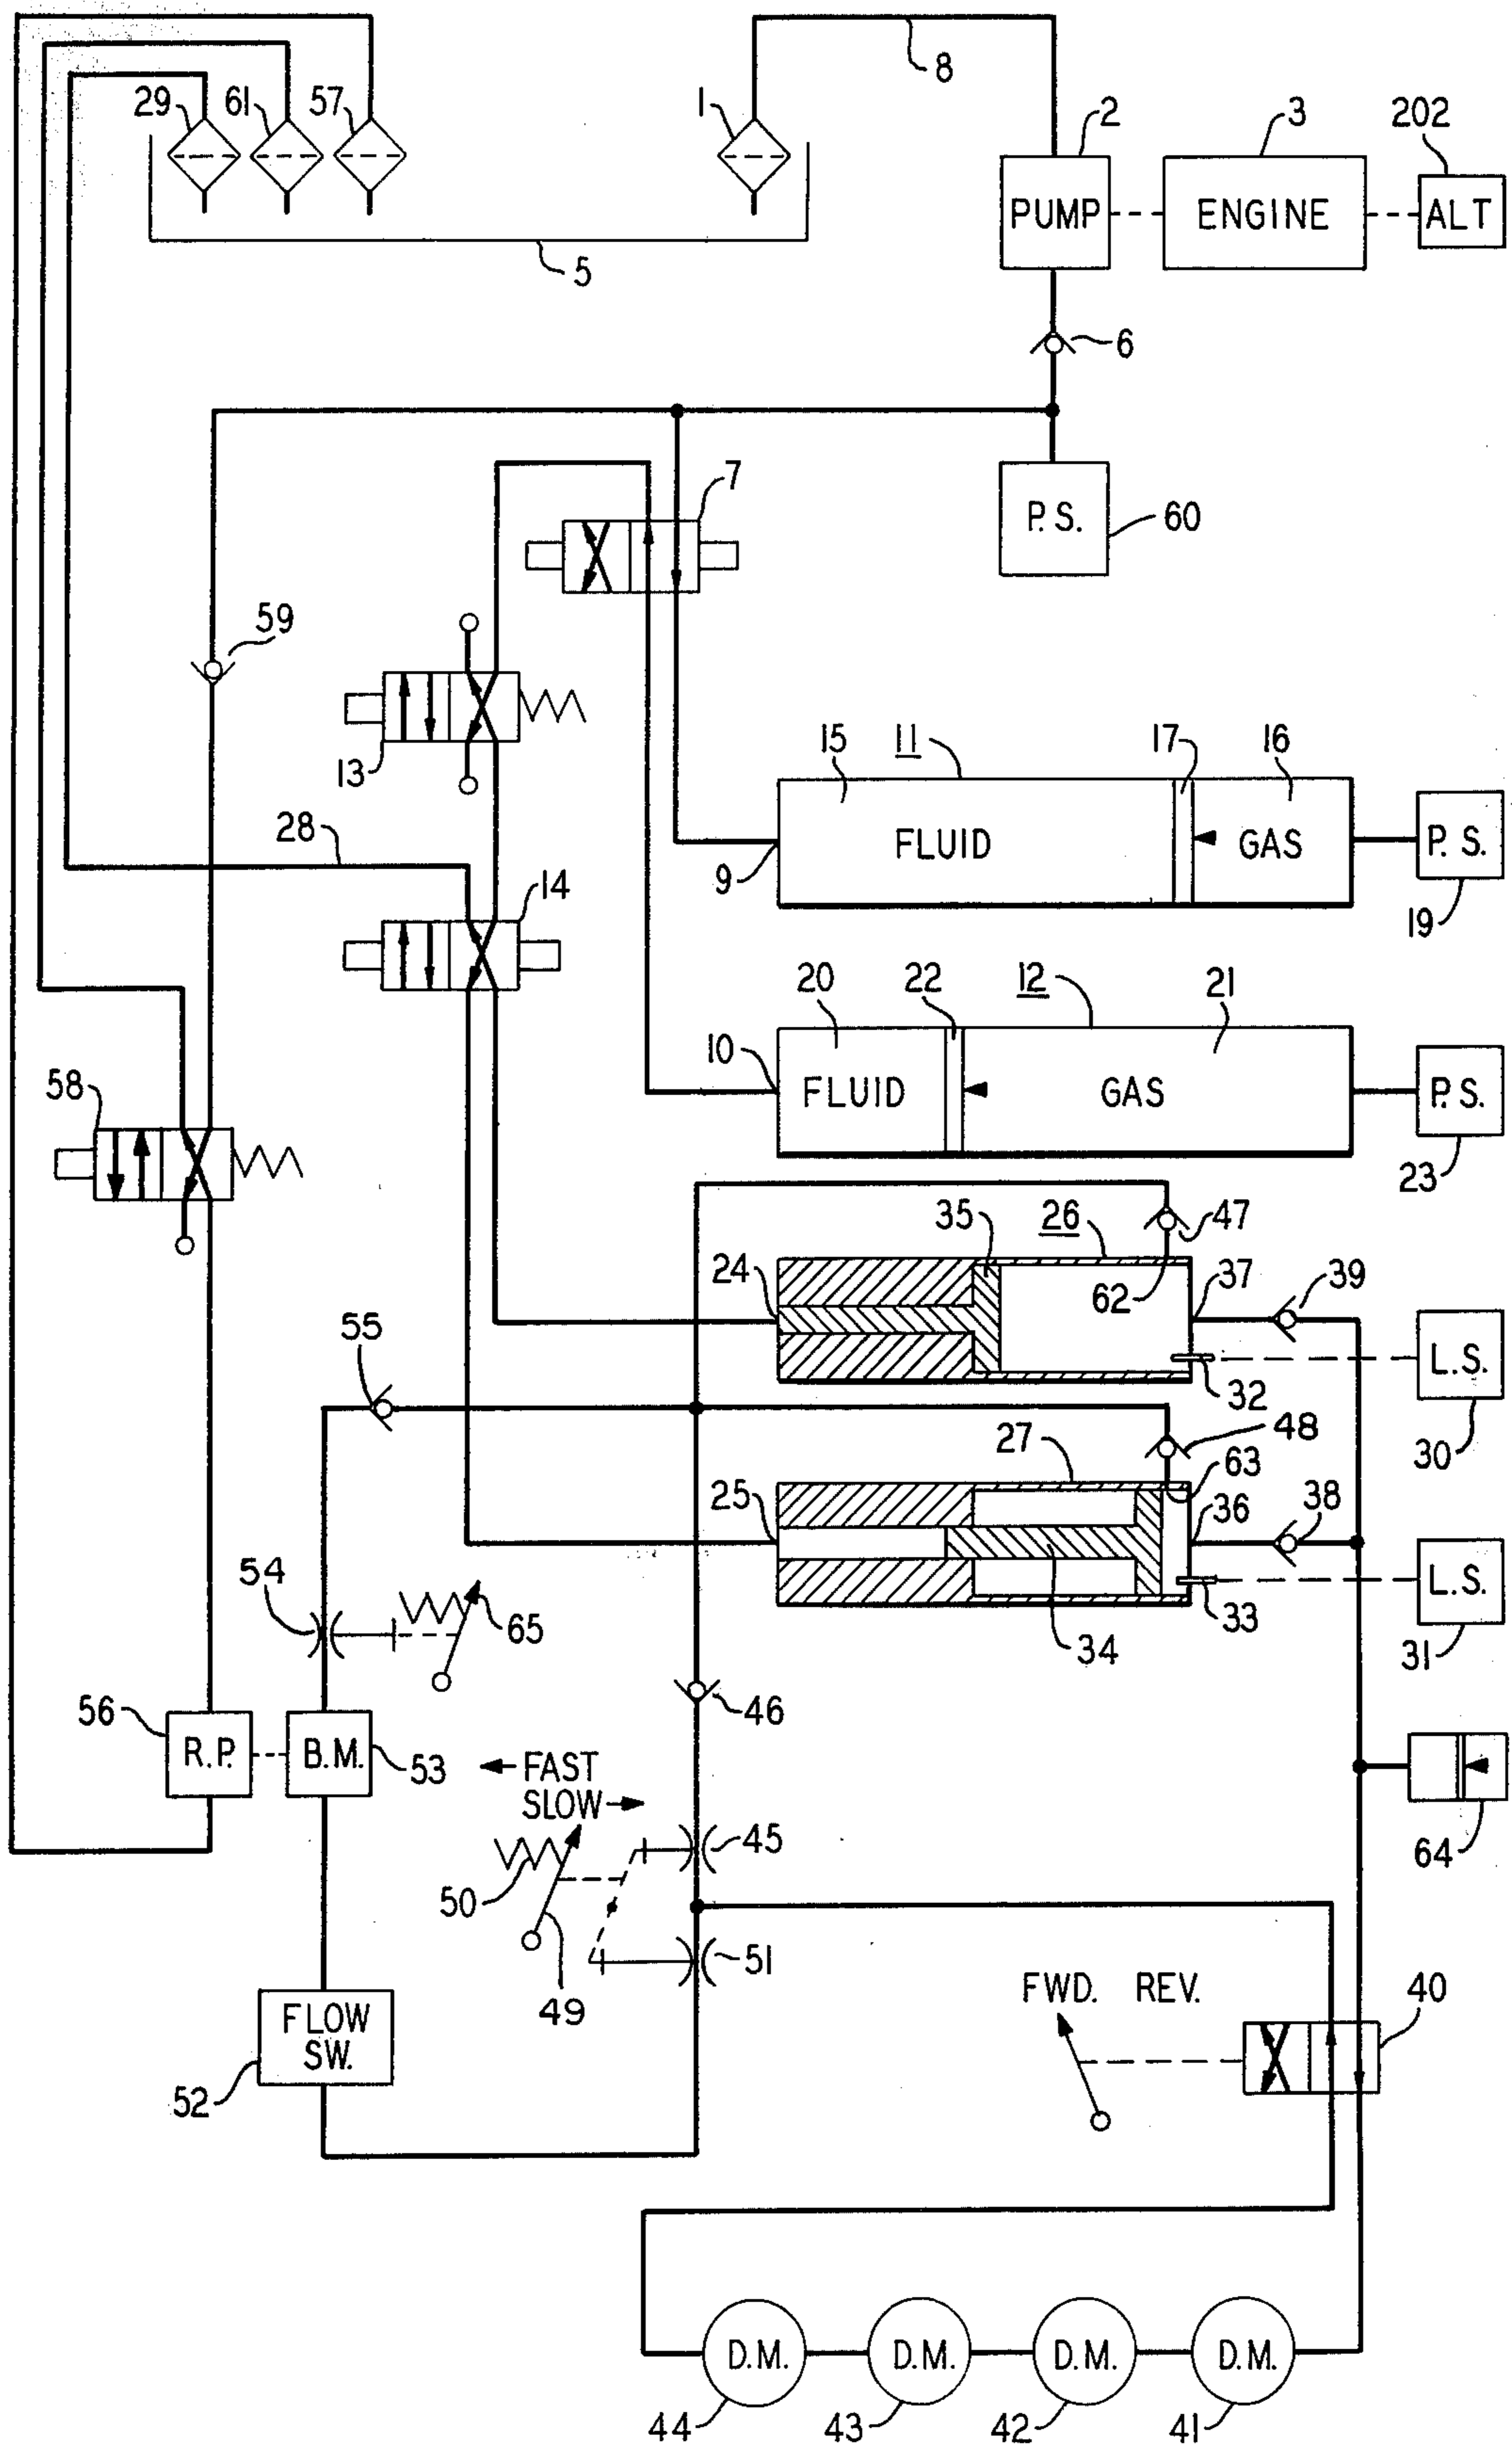 8
29
61
57
1
2
3
202
PUMP
ENGINE
ALT
5
6
7
P.S.
60
59
13
15
11
17
16
FLUID
GAS
P.S.
9
19
28
14
20
22
12
21
10
FLUID
GAS
P.S.
23
58
35
26
47
24
62
37
39
32
L.S.
30
55
27
48
63
25
36
38
33
L.S.
31
34
54
65
46
56
R.P.
B.M.
53
FAST
SLOW
45
64
50
51
49
FLOW
SW.
52
FWD.
REV.
40
D.M.
D.M.
D.M.
D.M.
44
43
42
41